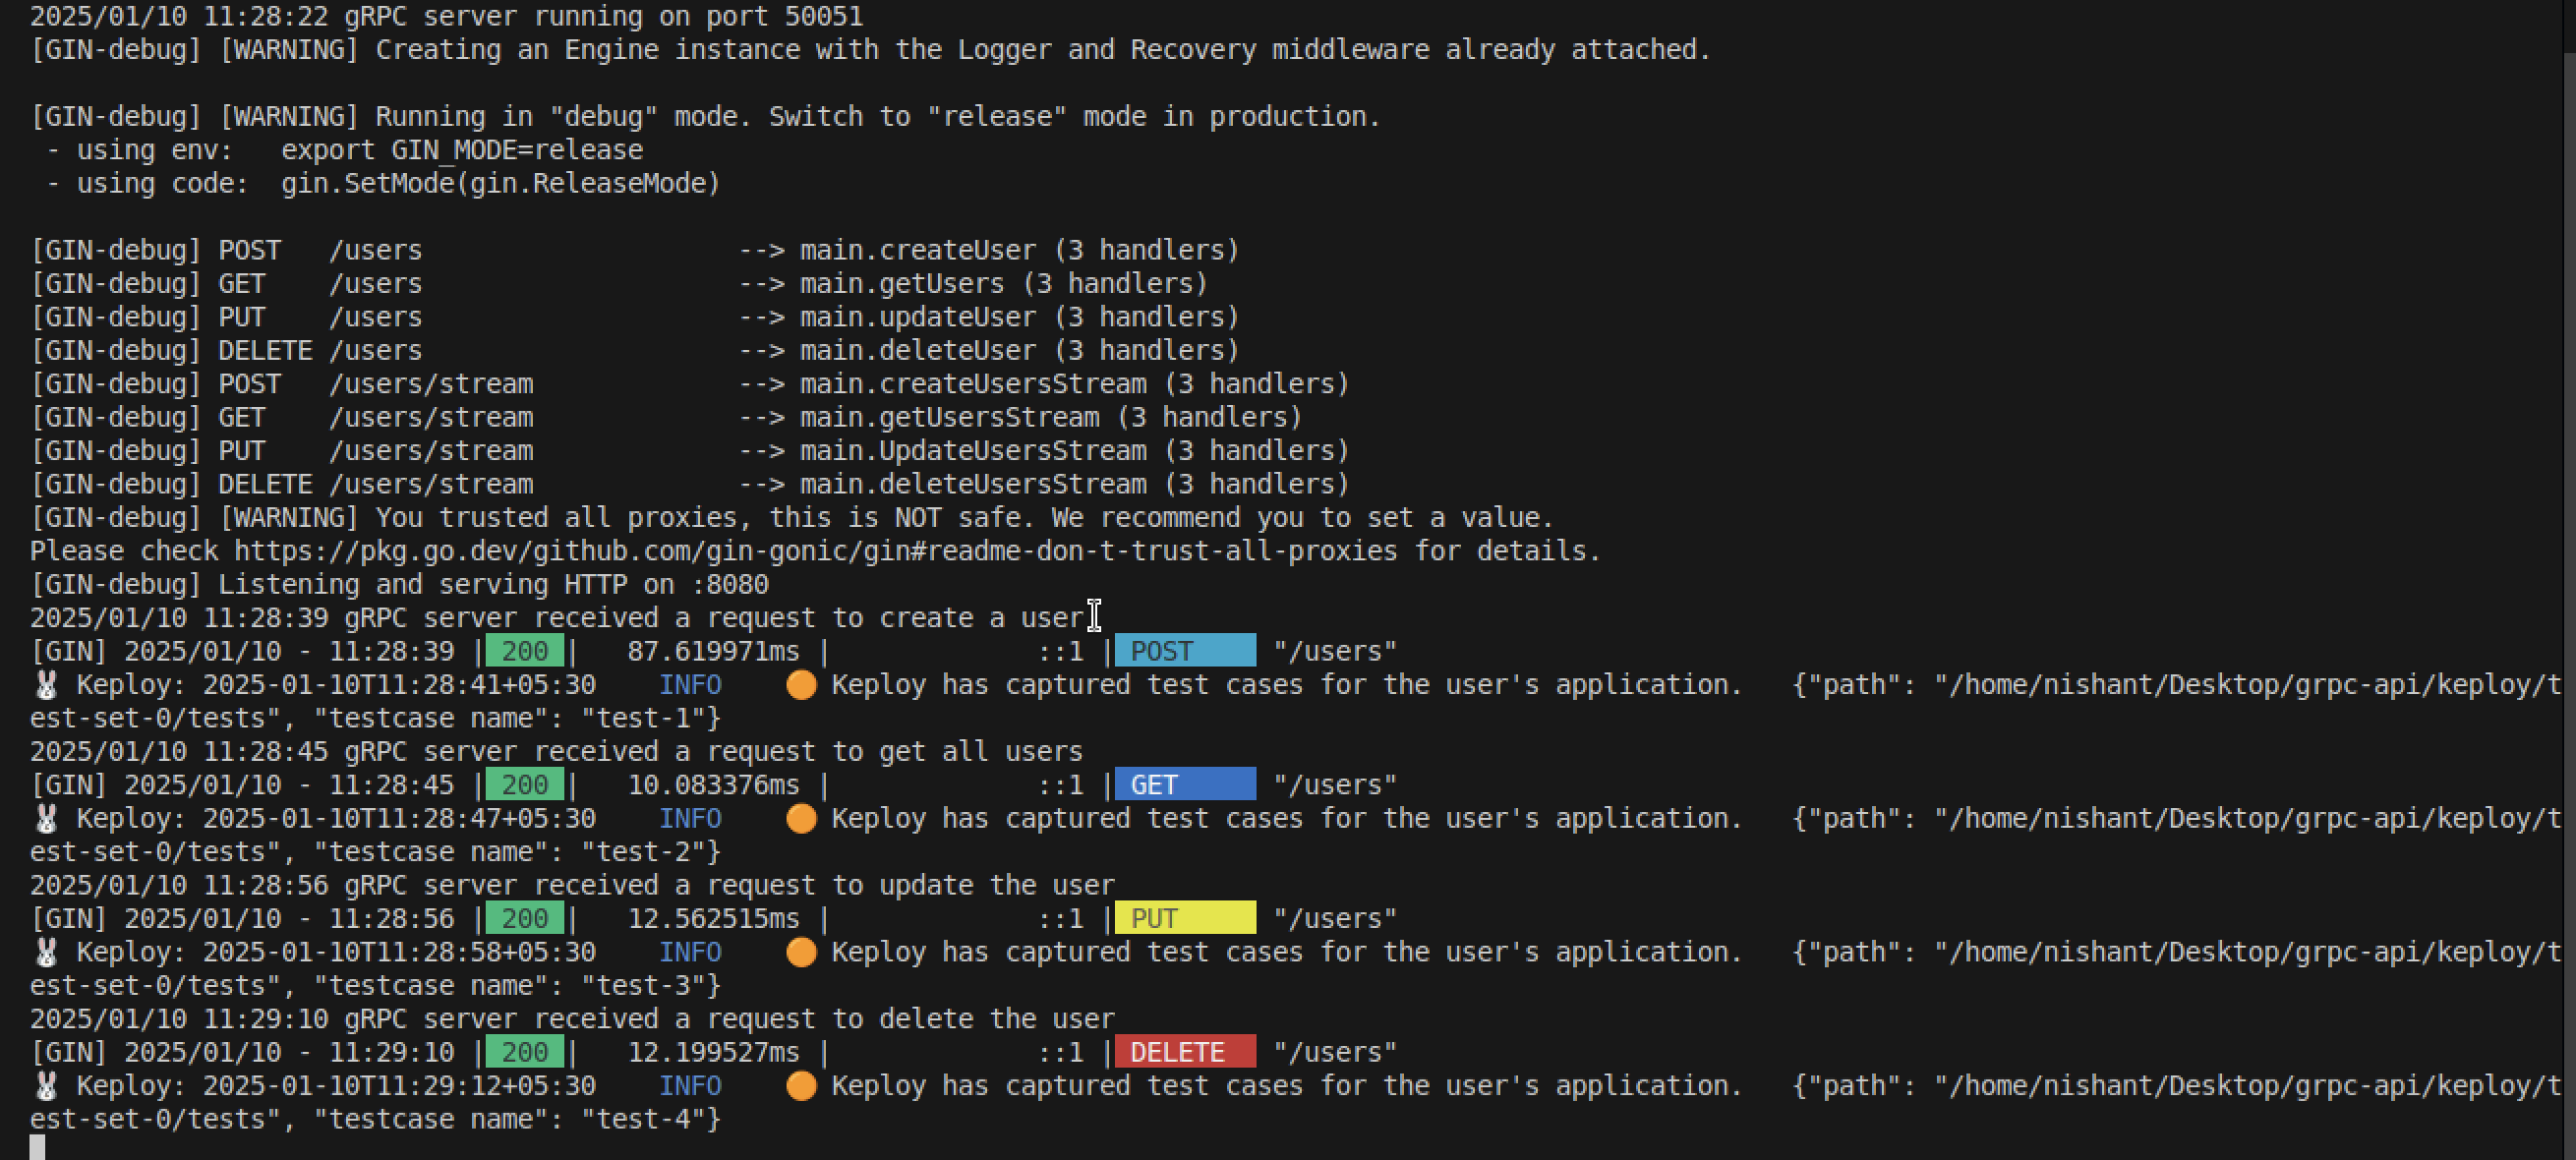 2025/01/10 11:28:22 gRPC server running on port 50051
[GIN-debug] [WARNING] Creating an Engine instance with the Logger and Recovery middleware already attached.
[GIN-debug] [WARNING] Running in "debug" mode. Switch to "release" mode in production.
 - using env:   export GIN_MODE=release
 - using code:  gin.SetMode(gin.ReleaseMode)
[GIN-debug] POST   /users                    --> main.createUser (3 handlers)
[GIN-debug] GET    /users                    --> main.getUsers (3 handlers)
[GIN-debug] PUT    /users                    --> main.updateUser (3 handlers)
[GIN-debug] DELETE /users                    --> main.deleteUser (3 handlers)
[GIN-debug] POST   /users/stream             --> main.createUsersStream (3 handlers)
[GIN-debug] GET    /users/stream             --> main.getUsersStream (3 handlers)
[GIN-debug] PUT    /users/stream             --> main.UpdateUsersStream (3 handlers)
[GIN-debug] DELETE /users/stream             --> main.deleteUsersStream (3 handlers)
[GIN-debug] [WARNING] You trusted all proxies, this is NOT safe. We recommend you to set a value.
Please check https://pkg.go.dev/github.com/gin-gonic/gin#readme-don-t-trust-all-proxies for details.
[GIN-debug] Listening and serving HTTP on :8080
2025/01/10 11:28:39 gRPC server received a request to create a user
[GIN] 2025/01/10 - 11:28:39 | 200 |   87.619971ms |             ::1 | POST     "/users"
🐰 Keploy: 2025-01-10T11:28:41+05:30    INFO    🟠 Keploy has captured test cases for the user's application.   {"path": "/home/nishant/Desktop/grpc-api/keploy/t
est-set-0/tests", "testcase name": "test-1"}
2025/01/10 11:28:45 gRPC server received a request to get all users
[GIN] 2025/01/10 - 11:28:45 | 200 |   10.083376ms |             ::1 | GET      "/users"
🐰 Keploy: 2025-01-10T11:28:47+05:30    INFO    🟠 Keploy has captured test cases for the user's application.   {"path": "/home/nishant/Desktop/grpc-api/keploy/t
est-set-0/tests", "testcase name": "test-2"}
2025/01/10 11:28:56 gRPC server received a request to update the user
[GIN] 2025/01/10 - 11:28:56 | 200 |   12.562515ms |             ::1 | PUT      "/users"
🐰 Keploy: 2025-01-10T11:28:58+05:30    INFO    🟠 Keploy has captured test cases for the user's application.   {"path": "/home/nishant/Desktop/grpc-api/keploy/t
est-set-0/tests", "testcase name": "test-3"}
2025/01/10 11:29:10 gRPC server received a request to delete the user
[GIN] 2025/01/10 - 11:29:10 | 200 |   12.199527ms |             ::1 | DELETE   "/users"
🐰 Keploy: 2025-01-10T11:29:12+05:30    INFO    🟠 Keploy has captured test cases for the user's application.   {"path": "/home/nishant/Desktop/grpc-api/keploy/t
est-set-0/tests", "testcase name": "test-4"}